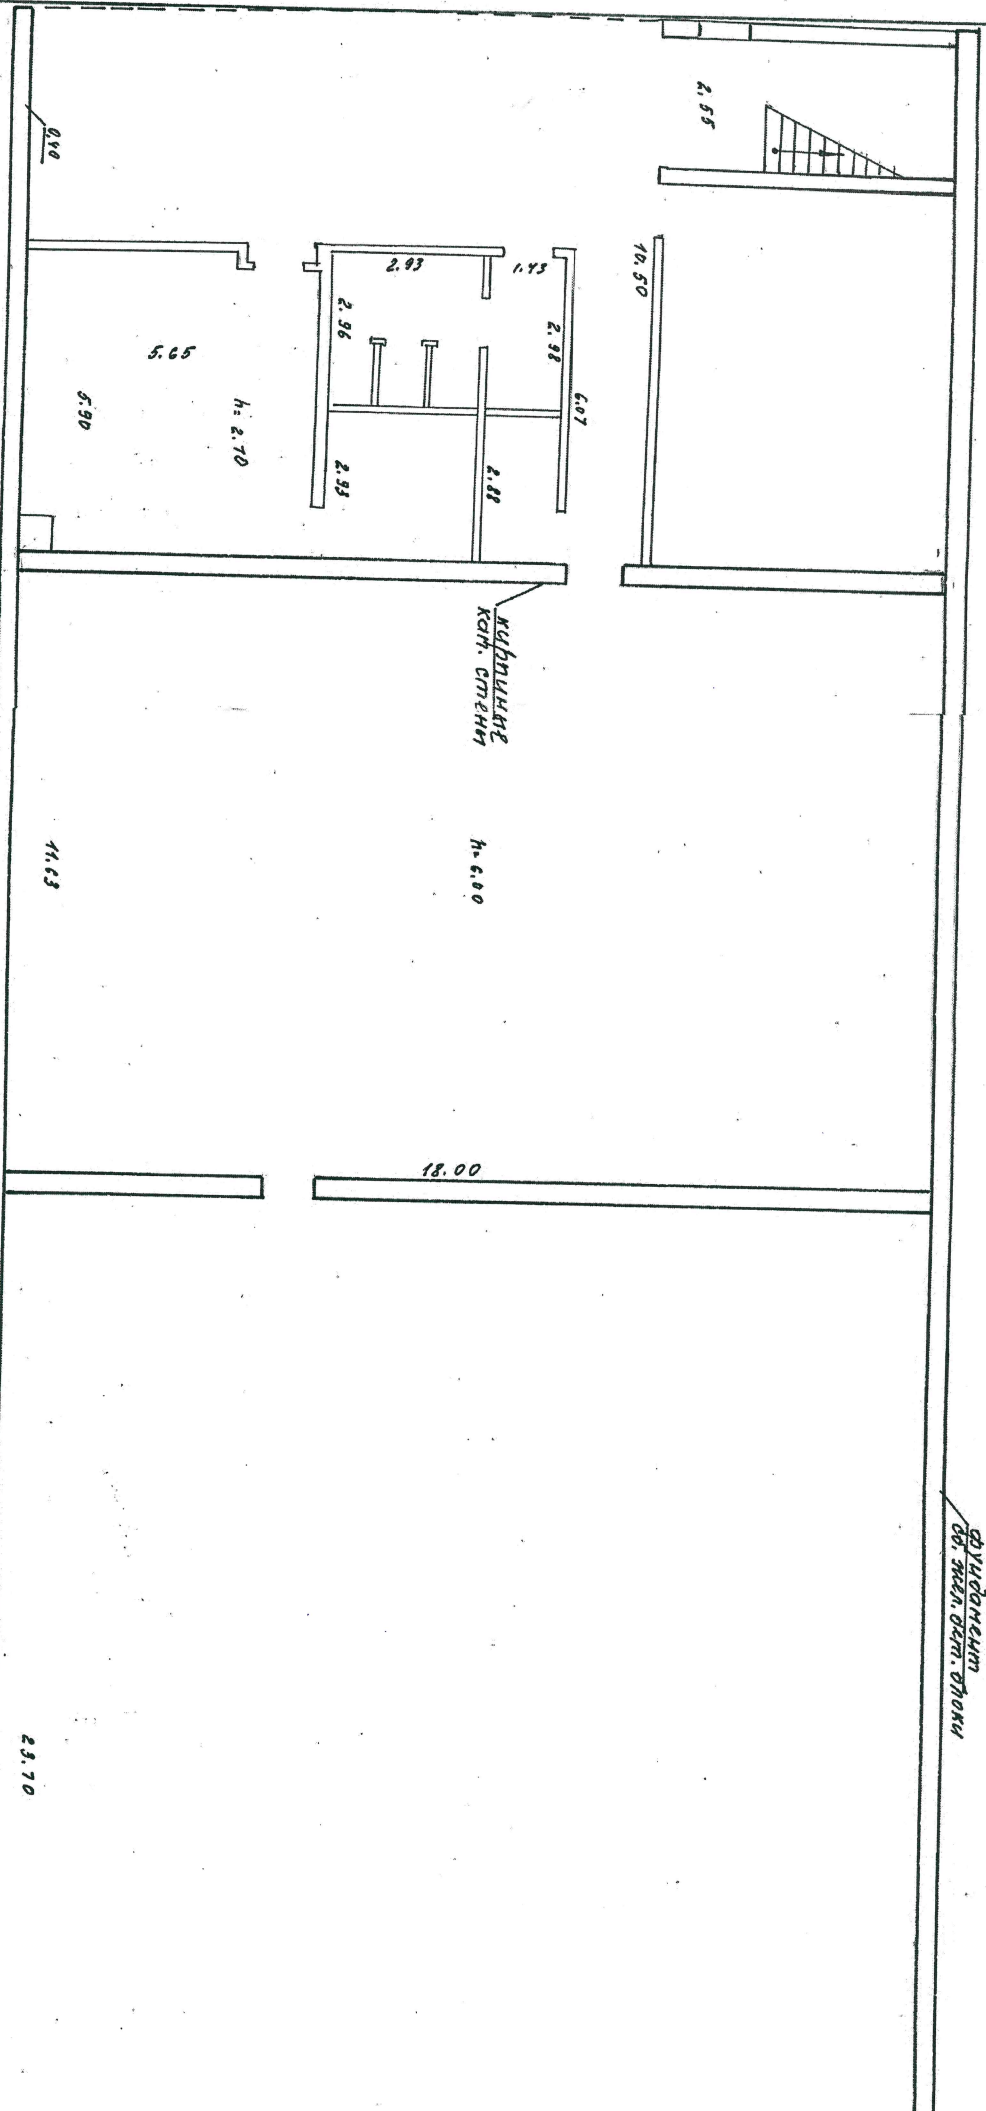 2.55
0,40
10.50
2.93
1.43
2.96
2.98
5.65
5.90
h= 2.70
6.07
2.93
2.88
кирпиные
кап. стены
h= 6.00
11.63
18.00
фундамент
сб. жел. бет. блоки
23.70